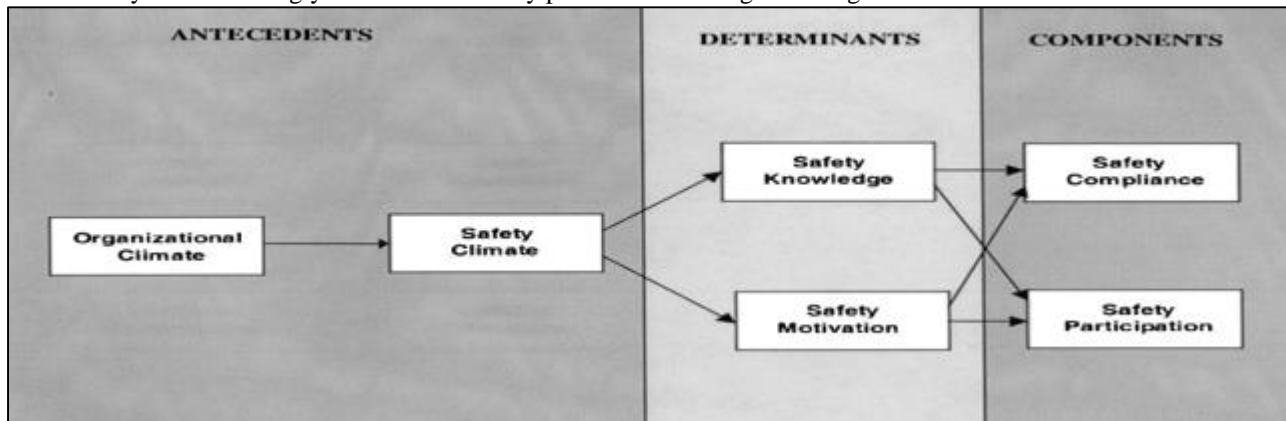 ANTECEDENTS
DETERMINANTS
COMPONENTS
Organizational
Climate
Safety
Climate
Safety
Knowledge
Safety
Motivation
Safety
Compliance
Safety
Participation